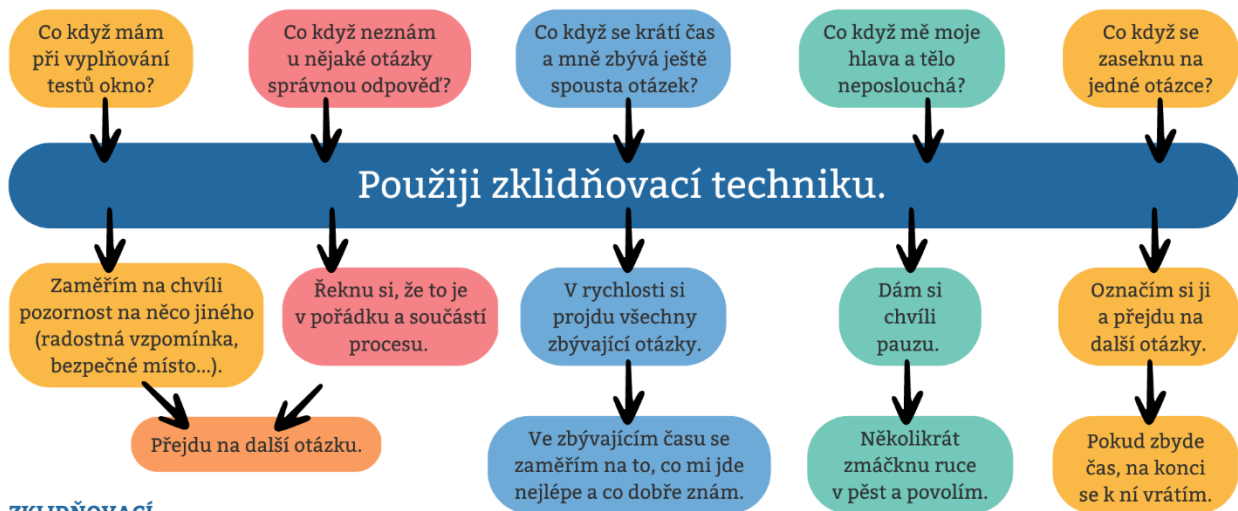 Co když mám
při vyplňování
testů okno?
Co když neznám
u nějaké otázky
správnou odpověď?
Co když se krátí čas
a mně zbývá ještě
spousta otázek?
Co když mě moje
hlava a tělo
neposlouchá?
Co když se
zaseknu na
jedné otázce?
Použiji zklidňovací techniku.
Zaměřím na chvíli
pozornost na něco jiného
(radostná vzpomínka,
bezpečné místo...).
Řeknu si, že to je
v pořádku a součástí
procesu.
V rychlosti si
projdu všechny
zbývající otázky.
Dám si
chvíli
pauzu.
Označím si ji
a přejdu na
další otázky.
Přejdu na další otázku.
Ve zbývajícím času se
zaměřím na to, co mi jde
nejlépe a co dobře znám.
Několikrát
zmáčknu ruce
v pěst a povolím.
Pokud zbyde
čas, na konci
se k ní vrátím.
ZKLIDŇOVACÍ